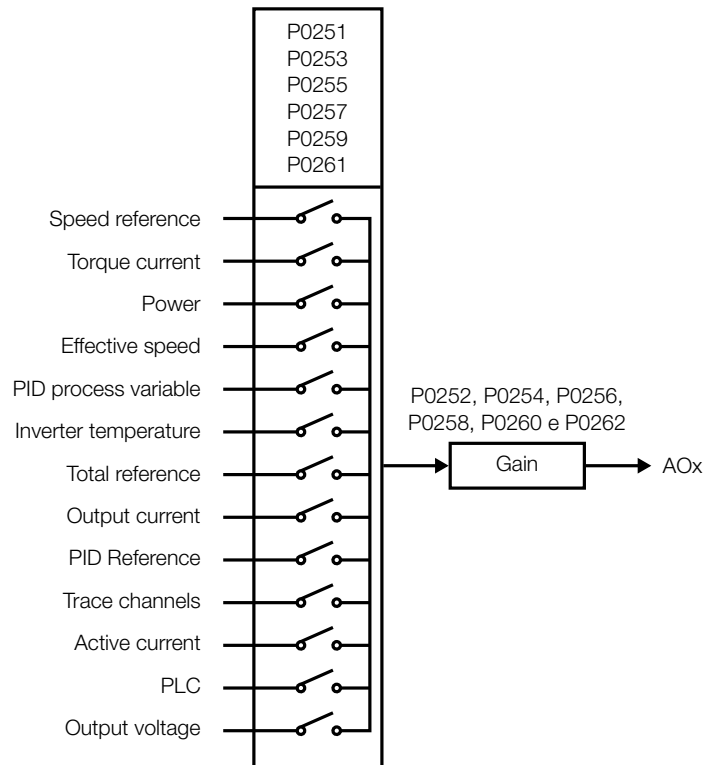 P0251
P0253
P0255
P0257
P0259
P0261
Speed reference
Torque current
Power
Effective speed
PID process variable
Inverter temperature
Total reference
Output current
PID Reference
Trace channels
Active current
PLC
Output voltage
P0252, P0254, P0256,
P0258, P0260 e P0262
Gain
AOx